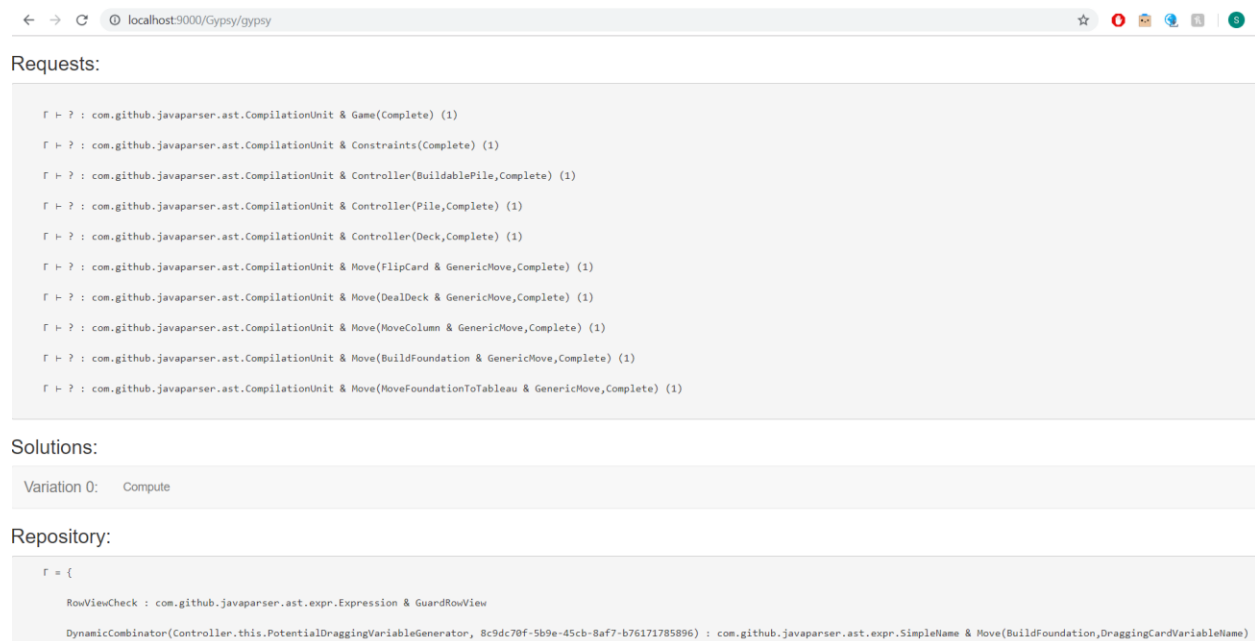 localhost:9000/Gypsy/gypsy
S
Requests:
Γ ⊢ ? : com.github.javaparser.ast.CompilationUnit & Game(Complete) (1)
Γ ⊢ ? : com.github.javaparser.ast.CompilationUnit & Constraints(Complete) (1)
Γ ⊢ ? : com.github.javaparser.ast.CompilationUnit & Controller(BuildablePile,Complete) (1)
Γ ⊢ ? : com.github.javaparser.ast.CompilationUnit & Controller(Pile,Complete) (1)
Γ ⊢ ? : com.github.javaparser.ast.CompilationUnit & Controller(Deck,Complete) (1)
Γ ⊢ ? : com.github.javaparser.ast.CompilationUnit & Move(FlipCard & GenericMove,Complete) (1)
Γ ⊢ ? : com.github.javaparser.ast.CompilationUnit & Move(DealDeck & GenericMove,Complete) (1)
Γ ⊢ ? : com.github.javaparser.ast.CompilationUnit & Move(MoveColumn & GenericMove,Complete) (1)
Γ ⊢ ? : com.github.javaparser.ast.CompilationUnit & Move(BuildFoundation & GenericMove,Complete) (1)
Γ ⊢ ? : com.github.javaparser.ast.CompilationUnit & Move(MoveFoundationToTableau & GenericMove,Complete) (1)
Solutions:
Variation 0: Compute
Repository:
Γ = {
RowViewCheck : com.github.javaparser.ast.expr.Expression & GuardRowView
DynamicCombinator(Controller.this.PotentialDraggingVariableGenerator, 8c9dc70f-5b9e-45cb-8af7-b76171785896) : com.github.javaparser.ast.expr.SimpleName & Move(BuildFoundation,DraggingCardVariableName)